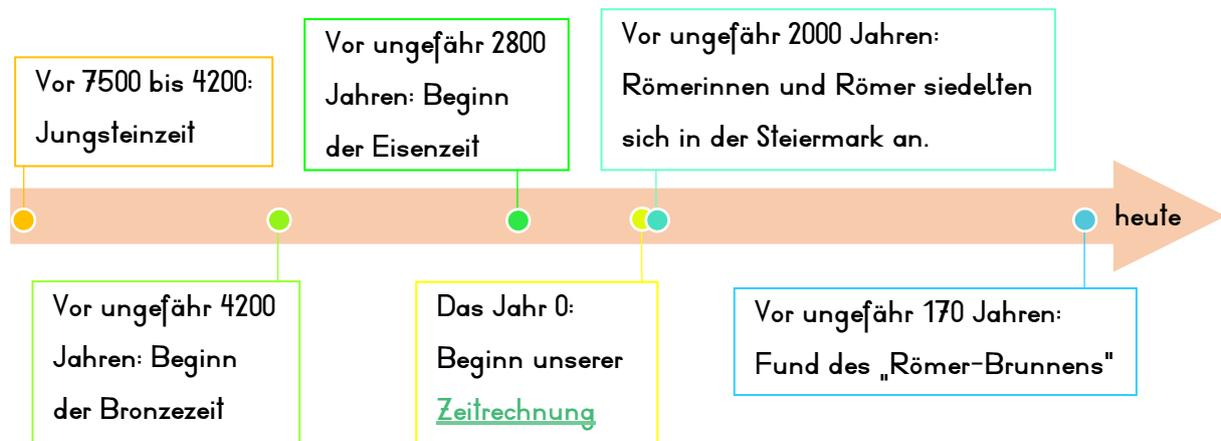 Vor 7500 bis 4200:
Jungsteinzeit
Vor ungefähr 2800
Jahren: Beginn
der Eisenzeit
Vor ungefähr 2000 Jahren:
Römerinnen und Römer siedelten
sich in der Steiermark an.
heute
Vor ungefähr 4200
Jahren: Beginn
der Bronzezeit
Das Jahr 0:
Beginn unserer
Zeitrechnung
Vor ungefähr 170 Jahren:
Fund des „Römer-Brunnens"